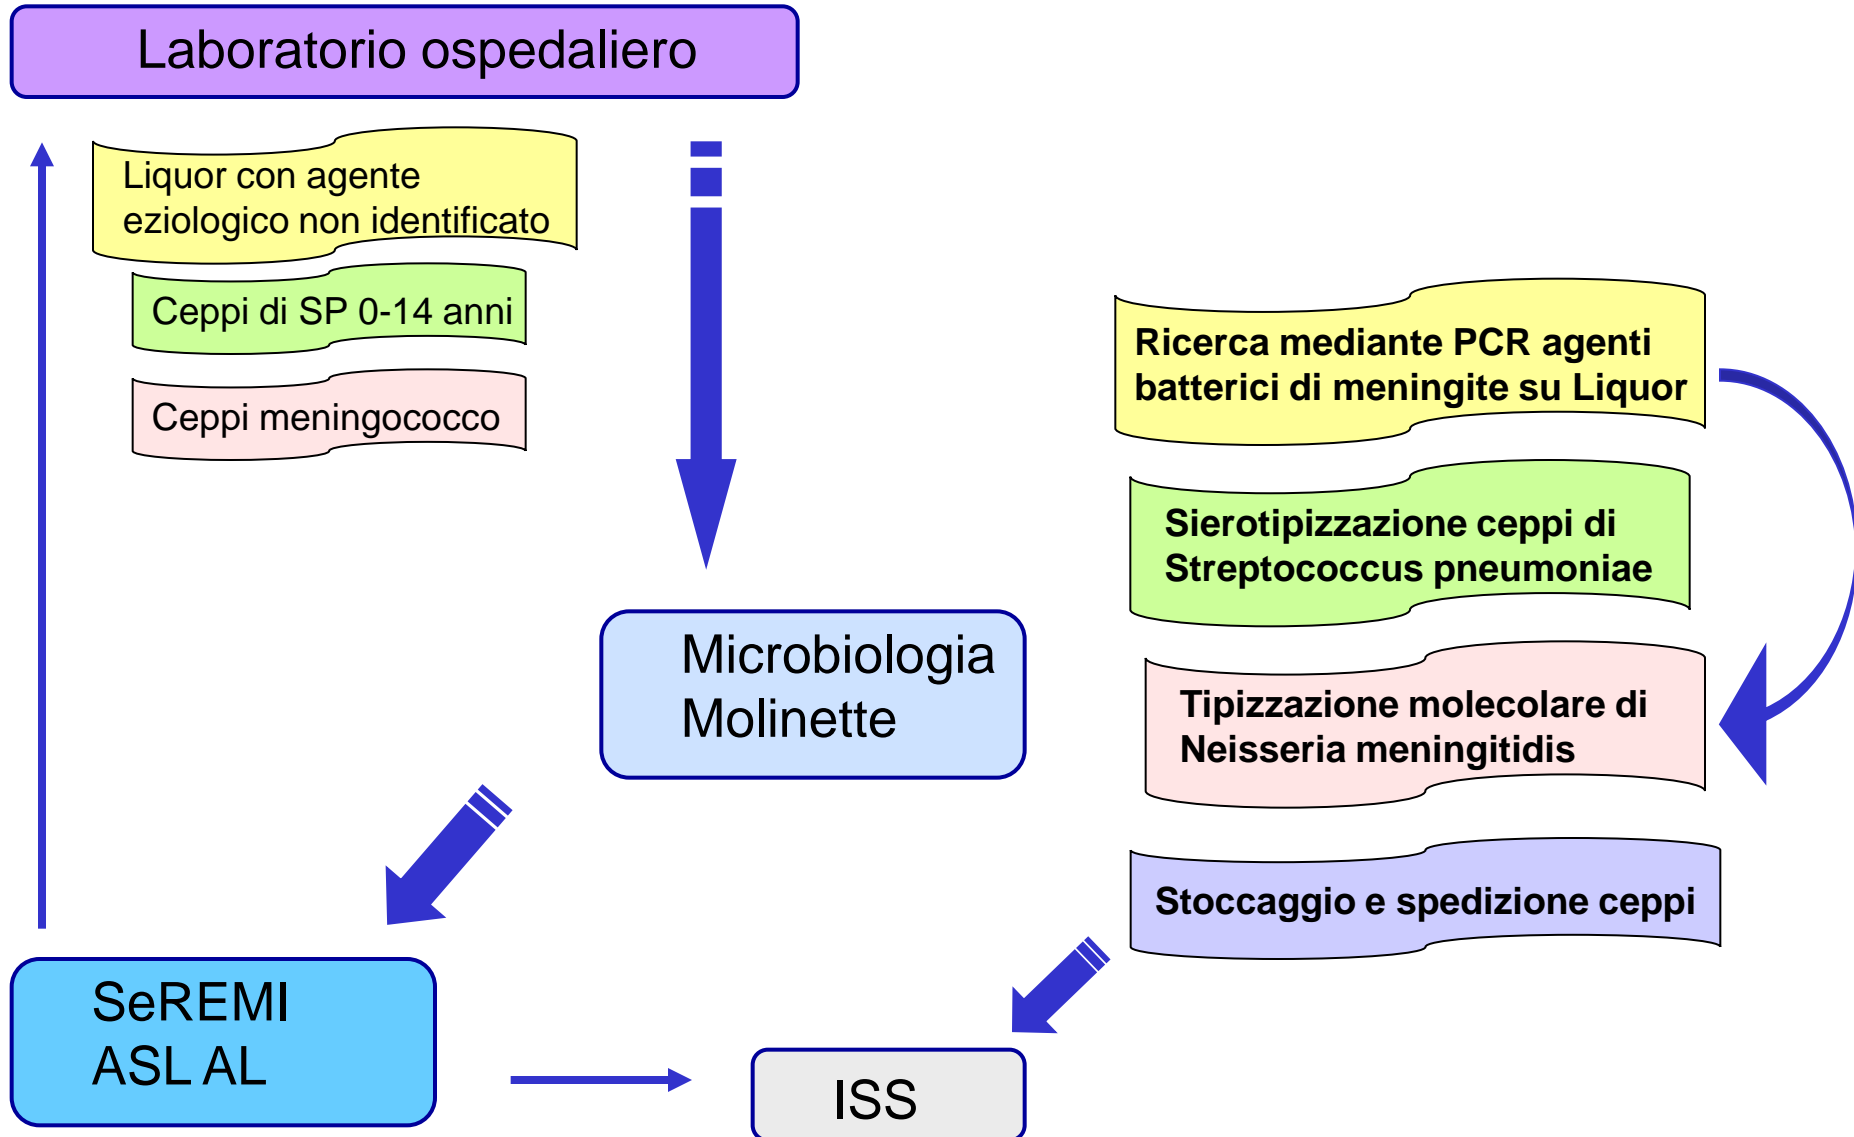 Laboratorio ospedaliero
Liquor con agente
eziologico non identificato
Ceppi di SP 0-14 anni
Ceppi meningococco
Ricerca mediante PCR agenti
batterici di meningite su Liquor
Sierotipizzazione ceppi di
Streptococcus pneumoniae
Microbiologia
Molinette
Tipizzazione molecolare di
Neisseria meningitidis
Stoccaggio e spedizione ceppi
SeREMI
ASL AL
ISS